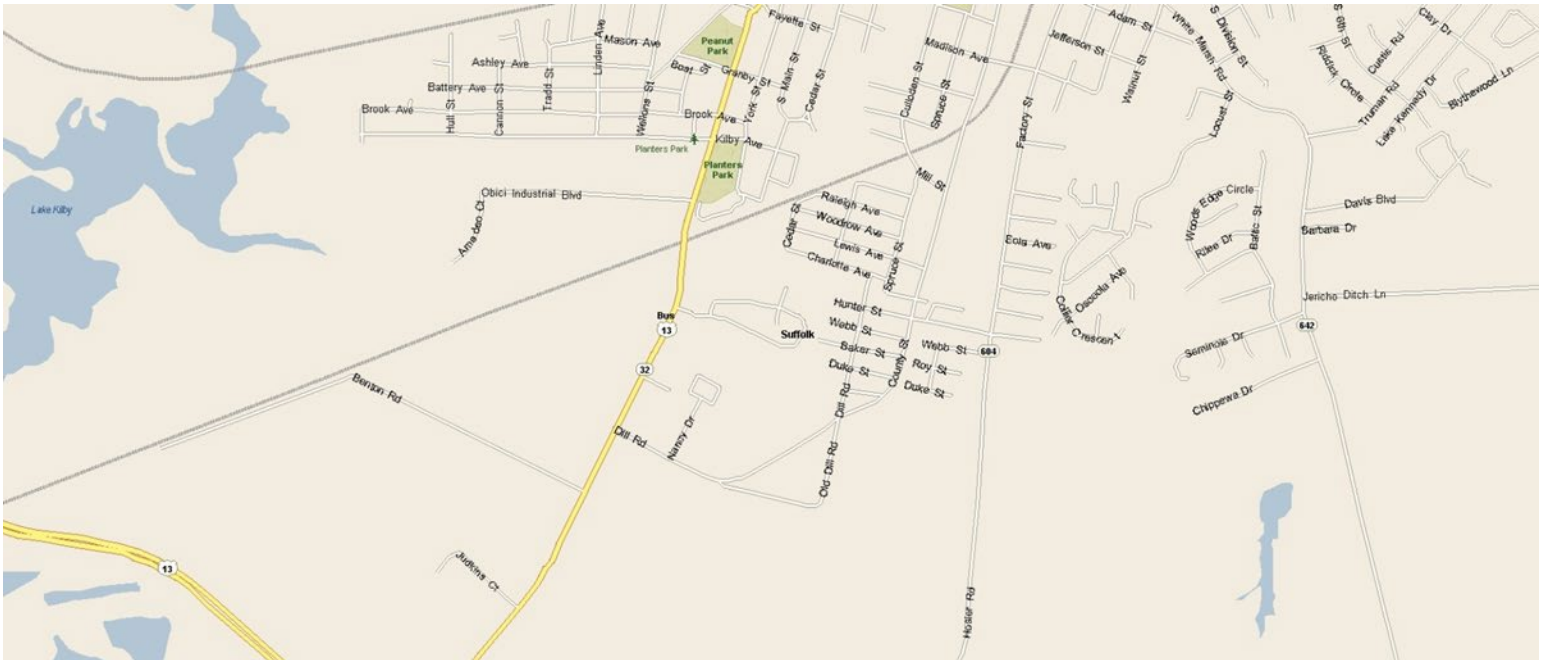 Fayette St
Adam St
White Marsh Rd
S Division St
S 6th St
Clay Dr
Peanut
Park
Mason Ave
Linden Ave
Madison Ave
Jefferson St
Custis Rd
Riddick Circle
Ashley Ave
Boat St
Granby St
S Main St
Cedar St
Walnut St
Battery Ave
Tradd St
Blythewood Ln
Truman Rd
Lake Kennedy Dr
Brook Ave
Hull St
Cannon St
Wellons St
Brook Ave
York St
Culloden St
Spruce St
Factory St
Locust St
Kilby Ave
Planters Park
Planters
Park
Mill St
Lake Kilby
Obici Industrial Blvd
Amadeo Ct
Raleigh Ave
Woodrow Ave
Lewis Ave
Charlotte Ave
Cedar St
Spruce St
Eola Ave
Woods Edge Circle
Rilee Dr
Baltic St
Davis Blvd
Barbara Dr
Osceola Ave
Collier Crescent
Jericho Ditch Ln
Hunter St
Bus
13
Suffolk
Webb St
Baker St
Duke St
County St
Webb St
604
Roy St
Duke St
642
Seminole Dr
Chippewa Dr
32
Benton Rd
Dill Rd
Nancy Dr
Dill Rd
Old Dill Rd
13
Judkins Ct
Hosier Rd